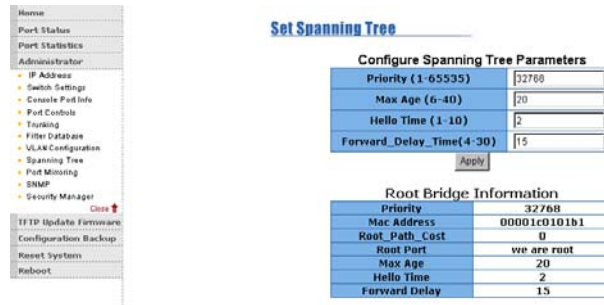 Home
Port Status
Port Statistics
Administrator
IP Address
Switch Settings
Console Port Info
Port Controls
Trunking
Filter Database
VLAN Configuration
Spanning Tree
Port Mirroring
SNMP
Security Manager
Close
TFTP Update Firmware
Configuration Backup
Reset System
Reboot
Set Spanning Tree
Configure Spanning Tree Parameters
Priority (1-65535) 32768
Max Age (6-40) 20
Hello Time (1-10) 2
Forward_Delay_Time(4-30) 15
Apply
Root Bridge Information
Priority 32768
Mac Address 00001c0101b1
Root_Path_Cost 0
Root Port we are root
Max Age 20
Hello Time 2
Forward Delay 15